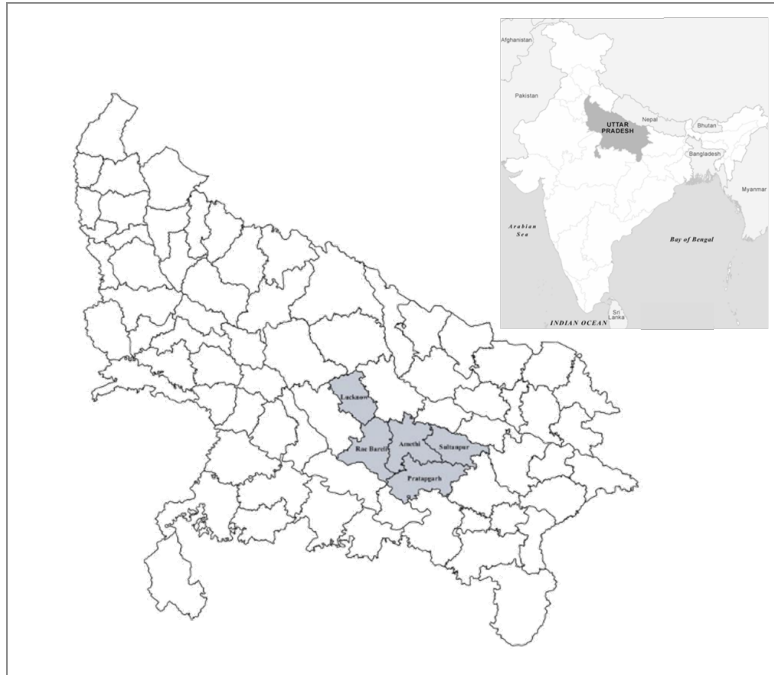 Afghanistan
Pakistan
Nepal
Bhutan
UTTAR
PRADESH
Bangladesh
Myanmar
Arabian
Sea
Bay of Bengal
Sri
Lanka
INDIAN OCEAN
Lucknow
Rae Bareli
Amethi
Sultanpur
Pratapgarh